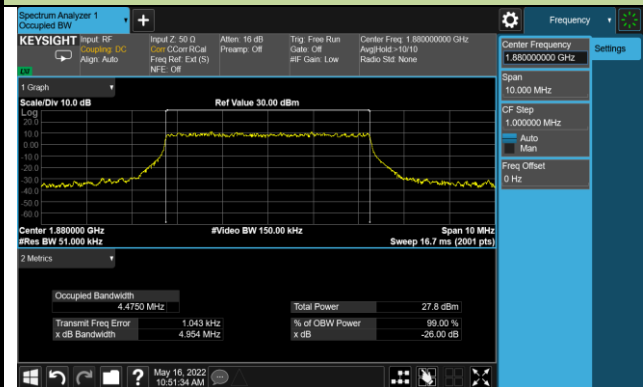 Spectrum Analyzer 1
Occupied BW
Frequency
KEYSIGHT
Input: RF
Coupling: DC
Align: Auto
Input Z: 50 Ω
Corr CCorr RCal
Freq Ref: Ext (S)
NFE: Off
Atten: 16 dB
Preamp: Off
Trig: Free Run
Gate: Off
#IF Gain: Low
Center Freq: 1.880000000 GHz
Avg|Hold:>10/10
Radio Std: None
Center Frequency
1.880000000 GHz
Settings
Span
10.000 MHz
CF Step
1.000000 MHz
Auto
Man
Freq Offset
0 Hz
1 Graph
Scale/Div 10.0 dB
Ref Value 30.00 dBm
Log
20.0
10.0
0.00
-10.0
-20.0
-30.0
-40.0
-50.0
-60.0
Center 1.880000 GHz
#Video BW 150.00 kHz
Span 10 MHz
#Res BW 51.000 kHz
Sweep 16.7 ms (2001 pts)
2 Metrics
Occupied Bandwidth
4.4750 MHz
Total Power
27.8 dBm
Transmit Freq Error
1.043 kHz
% of OBW Power
99.00 %
x dB Bandwidth
4.954 MHz
x dB
-26.00 dB
May 16, 2022
10:51:34 AM